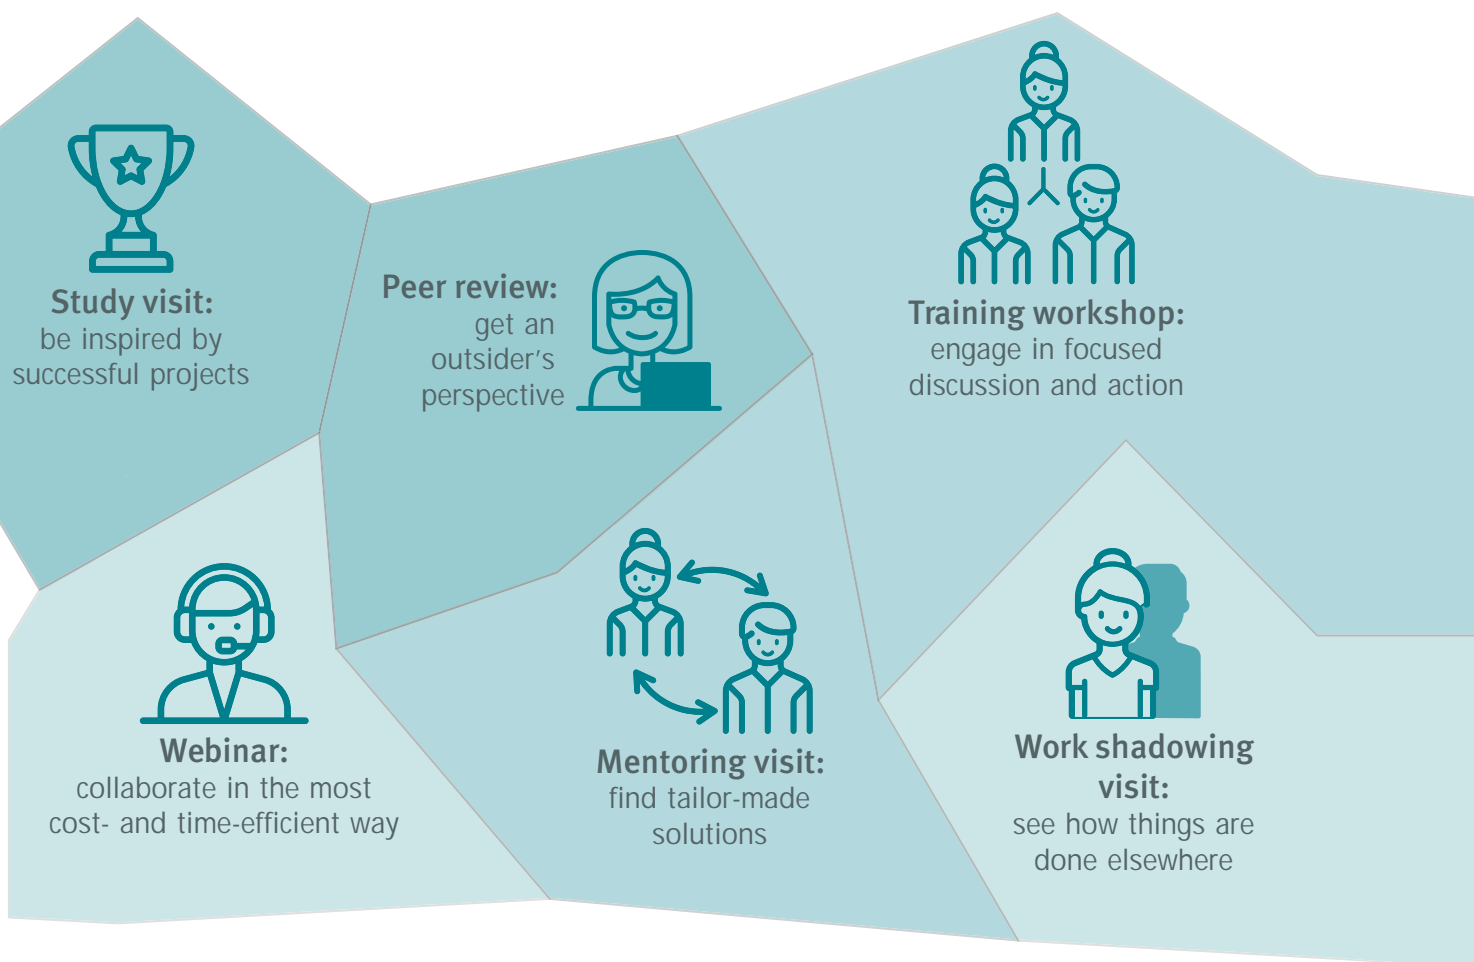 Study visit:
be inspired by
successful projects
Peer review:
get an
outsider's
perspective
Training workshop:
engage in focused
discussion and action
Webinar:
collaborate in the most
cost- and time-efficient way
Mentoring visit:
find tailor-made
solutions
Work shadowing
visit:
see how things are
done elsewhere